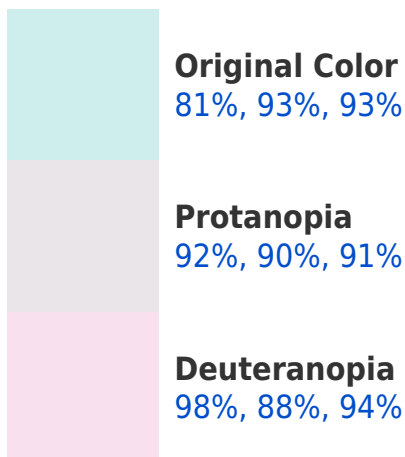 Original Color
81%, 93%, 93%
Protanopia
92%, 90%, 91%
Deuteranopia
98%, 88%, 94%